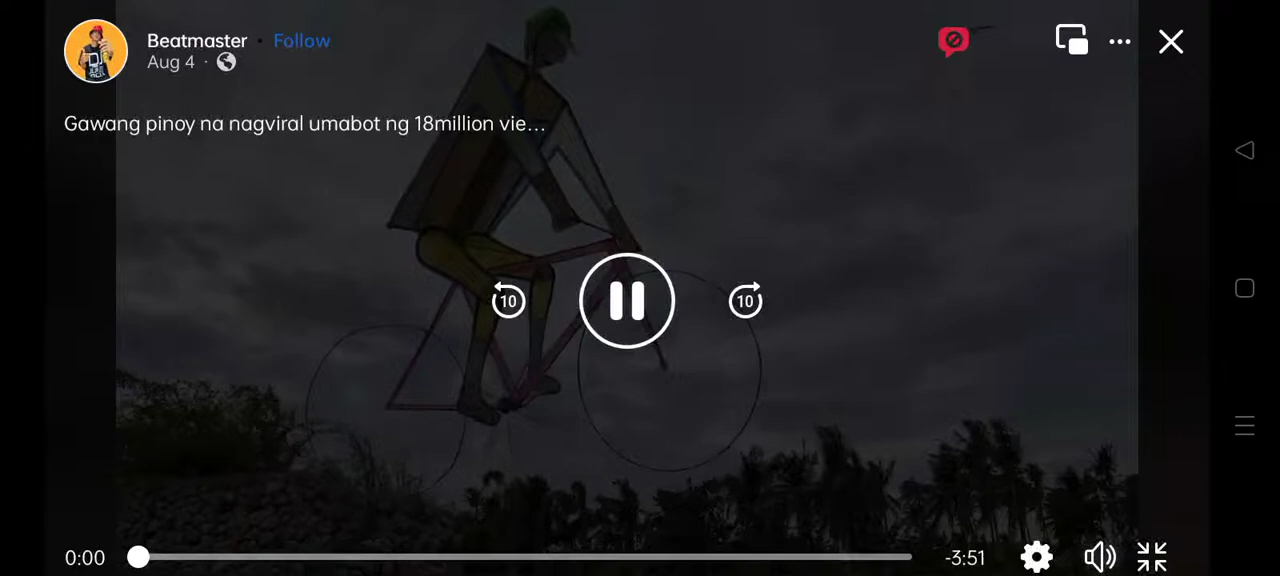 Beatmaster · Follow
Aug 4 ·
Gawang pinoy na nagviral umabot ng 18million vie...
10
10
0:00
-3:51